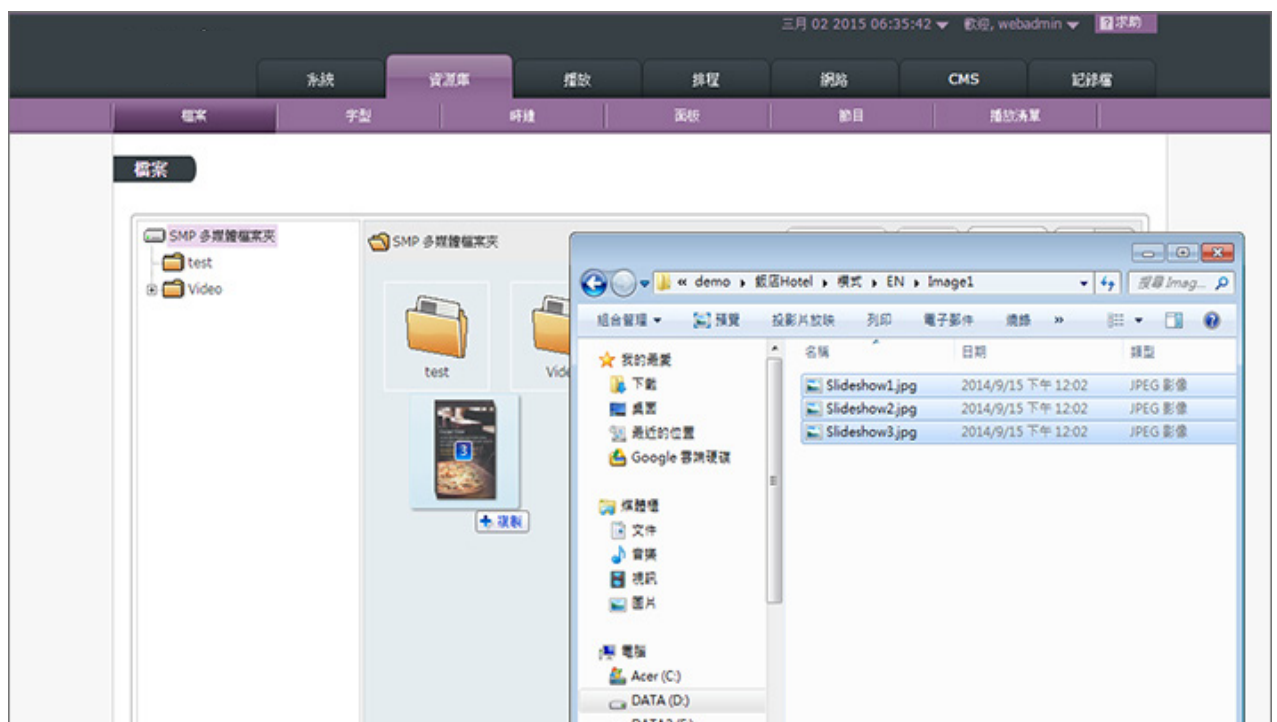 三月 02 2015 06:35:42 歡迎, webadmin ?求助
系統 資源庫 播放 排程 網路 CMS 記錄檔
檔案 字型 時鐘 面板 節目 播放清單
檔案
SMP 多媒體檔案夾
test
Video
SMP 多媒體檔案夾
test
Vide
3
複製
« demo ▸ 飯店Hotel ▸ 模式 ▸ EN ▸ Image1
搜尋 Imag...
組合管理 預覽 投影片放映 列印 電子郵件 燒錄 »
我的最愛
下載
桌面
最近的位置
Google 雲端硬碟
媒體櫃
文件
音樂
視訊
圖片
電腦
Acer (C:)
DATA (D:)
名稱 日期 類型
Slideshow1.jpg 2014/9/15 下午 12:02 JPEG 影像
Slideshow2.jpg 2014/9/15 下午 12:02 JPEG 影像
Slideshow3.jpg 2014/9/15 下午 12:02 JPEG 影像